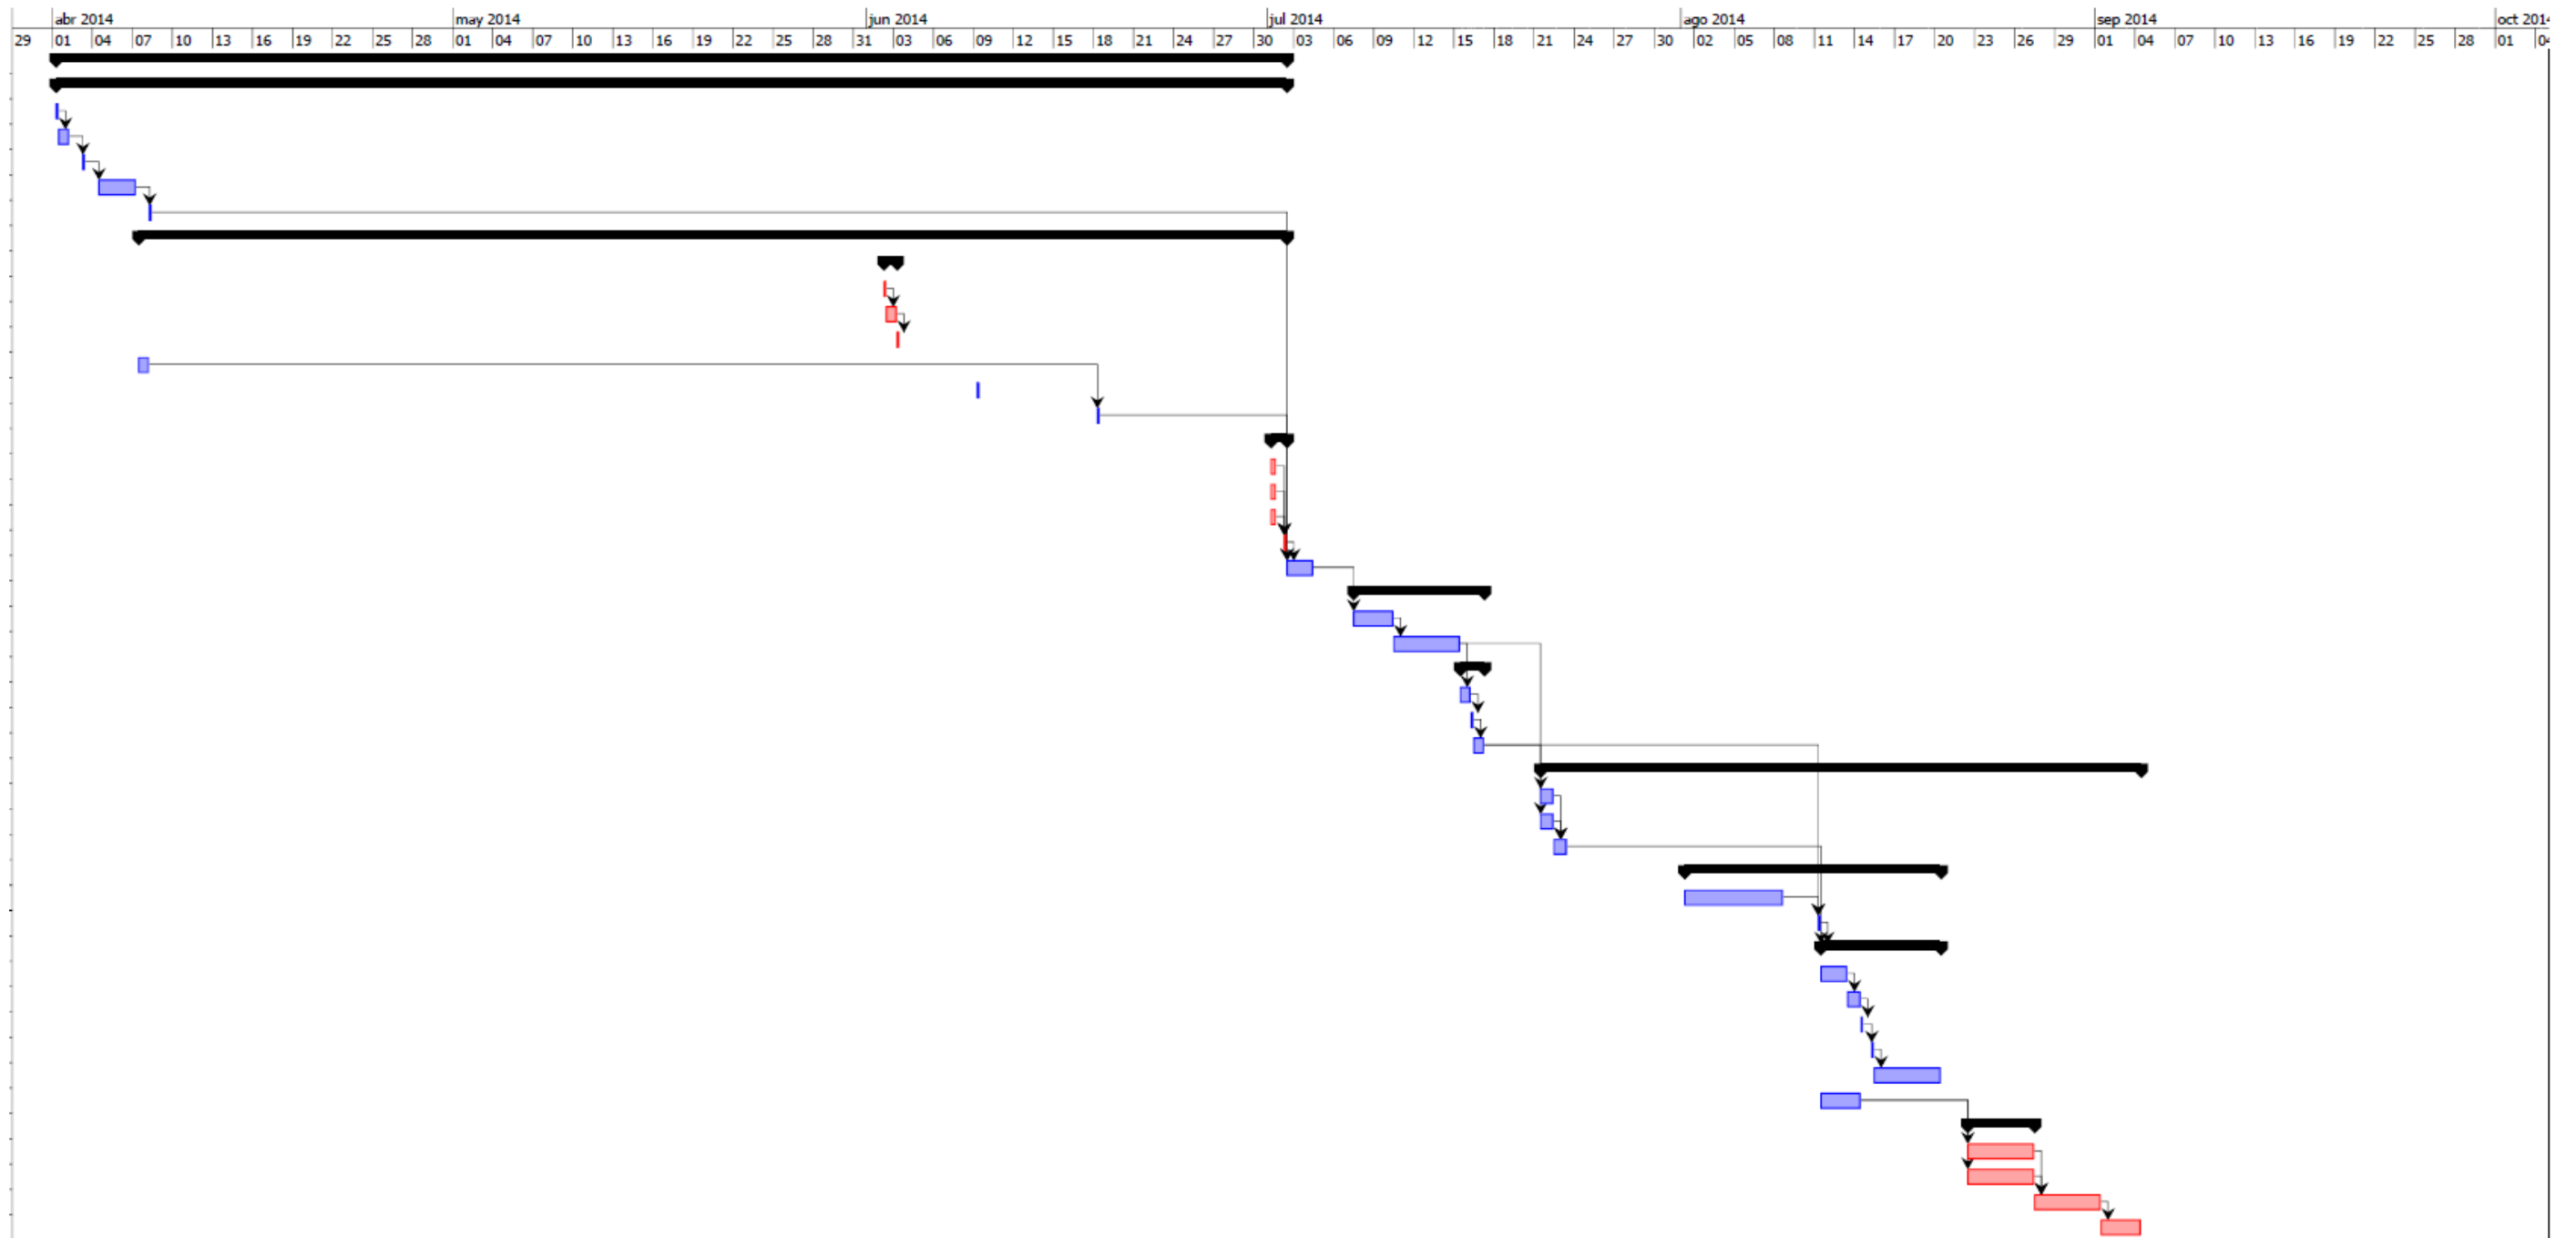 abr 2014 may 2014 jun 2014 jul 2014 ago 2014 sep 2014 oct 2014
29 01 04 07 10 13 16 19 22 25 28 01 04 07 10 13 16 19 22 25 28 31 03 06 09 12 15 18 21 24 27 30 03 06 09 12 15 18 21 24 27 30 02 05 08 11 14 17 20 23 26 29 01 04 07 10 13 16 19 22 25 28 01 04